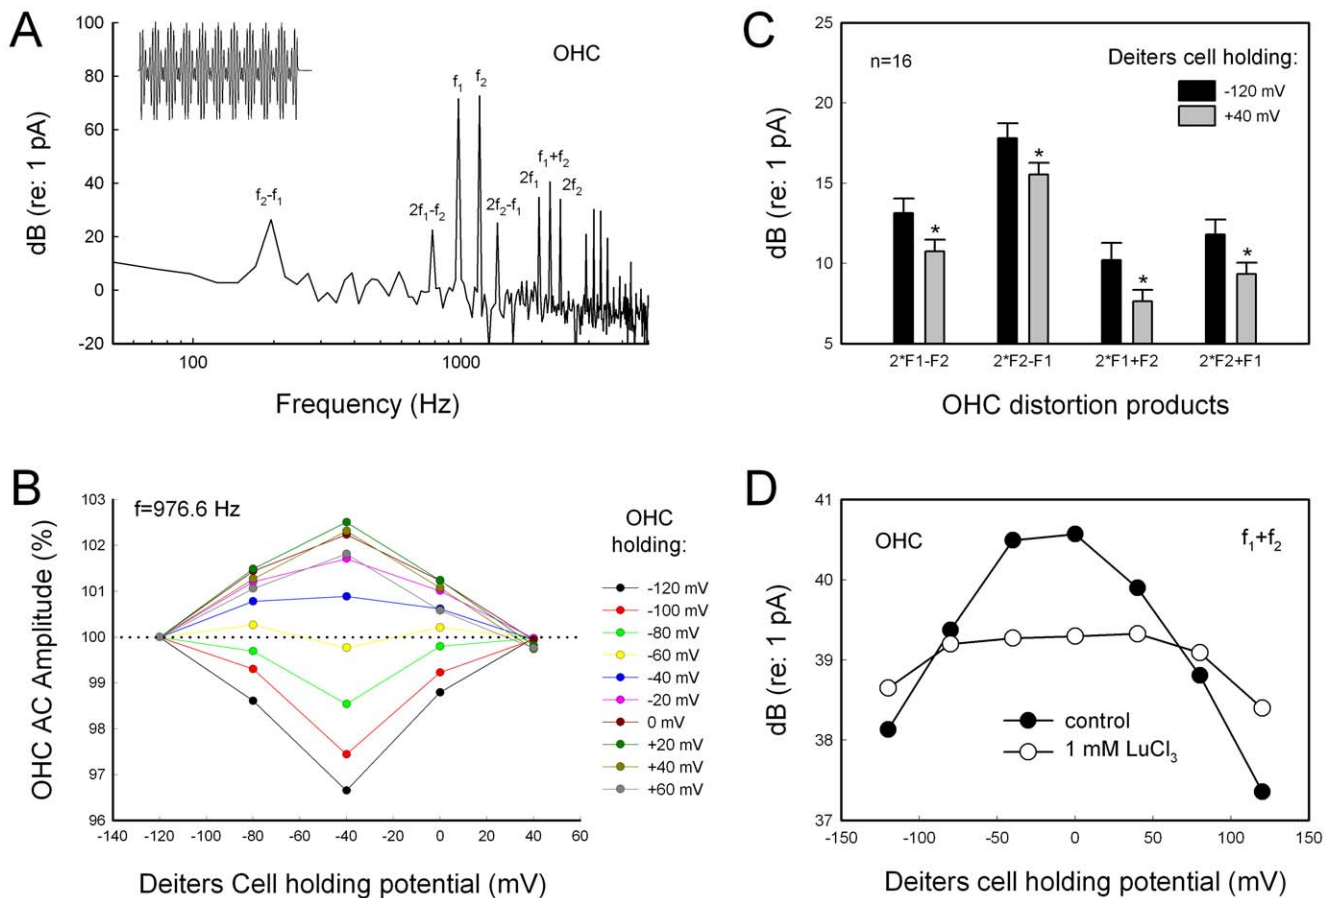 A
OHC
100
80
60
40
20
0
-20
f₂-f₁
2f₁-f₂
f₁
f₂
2f₂-f₁
2f₁
f₁+f₂
2f₂
dB (re: 1 pA)
100
1000
Frequency (Hz)
C
n=16
Deiters cell holding:
-120 mV
+40 mV
25
20
15
10
5
dB (re: 1 pA)
*
*
*
*
2*F1-F2
2*F2-F1
2*F1+F2
2*F2+F1
OHC distortion products
B
f=976.6 Hz
103
102
101
100
99
98
97
96
OHC AC Amplitude (%)
-140
-120
-100
-80
-60
-40
-20
0
20
40
60
Deiters Cell holding potential (mV)
OHC
holding:
-120 mV
-100 mV
-80 mV
-60 mV
-40 mV
-20 mV
0 mV
+20 mV
+40 mV
+60 mV
D
OHC
f₁+f₂
41
40
39
38
37
dB (re: 1 pA)
control
1 mM LuCl₃
-150
-100
-50
0
50
100
150
Deiters cell holding potential (mV)